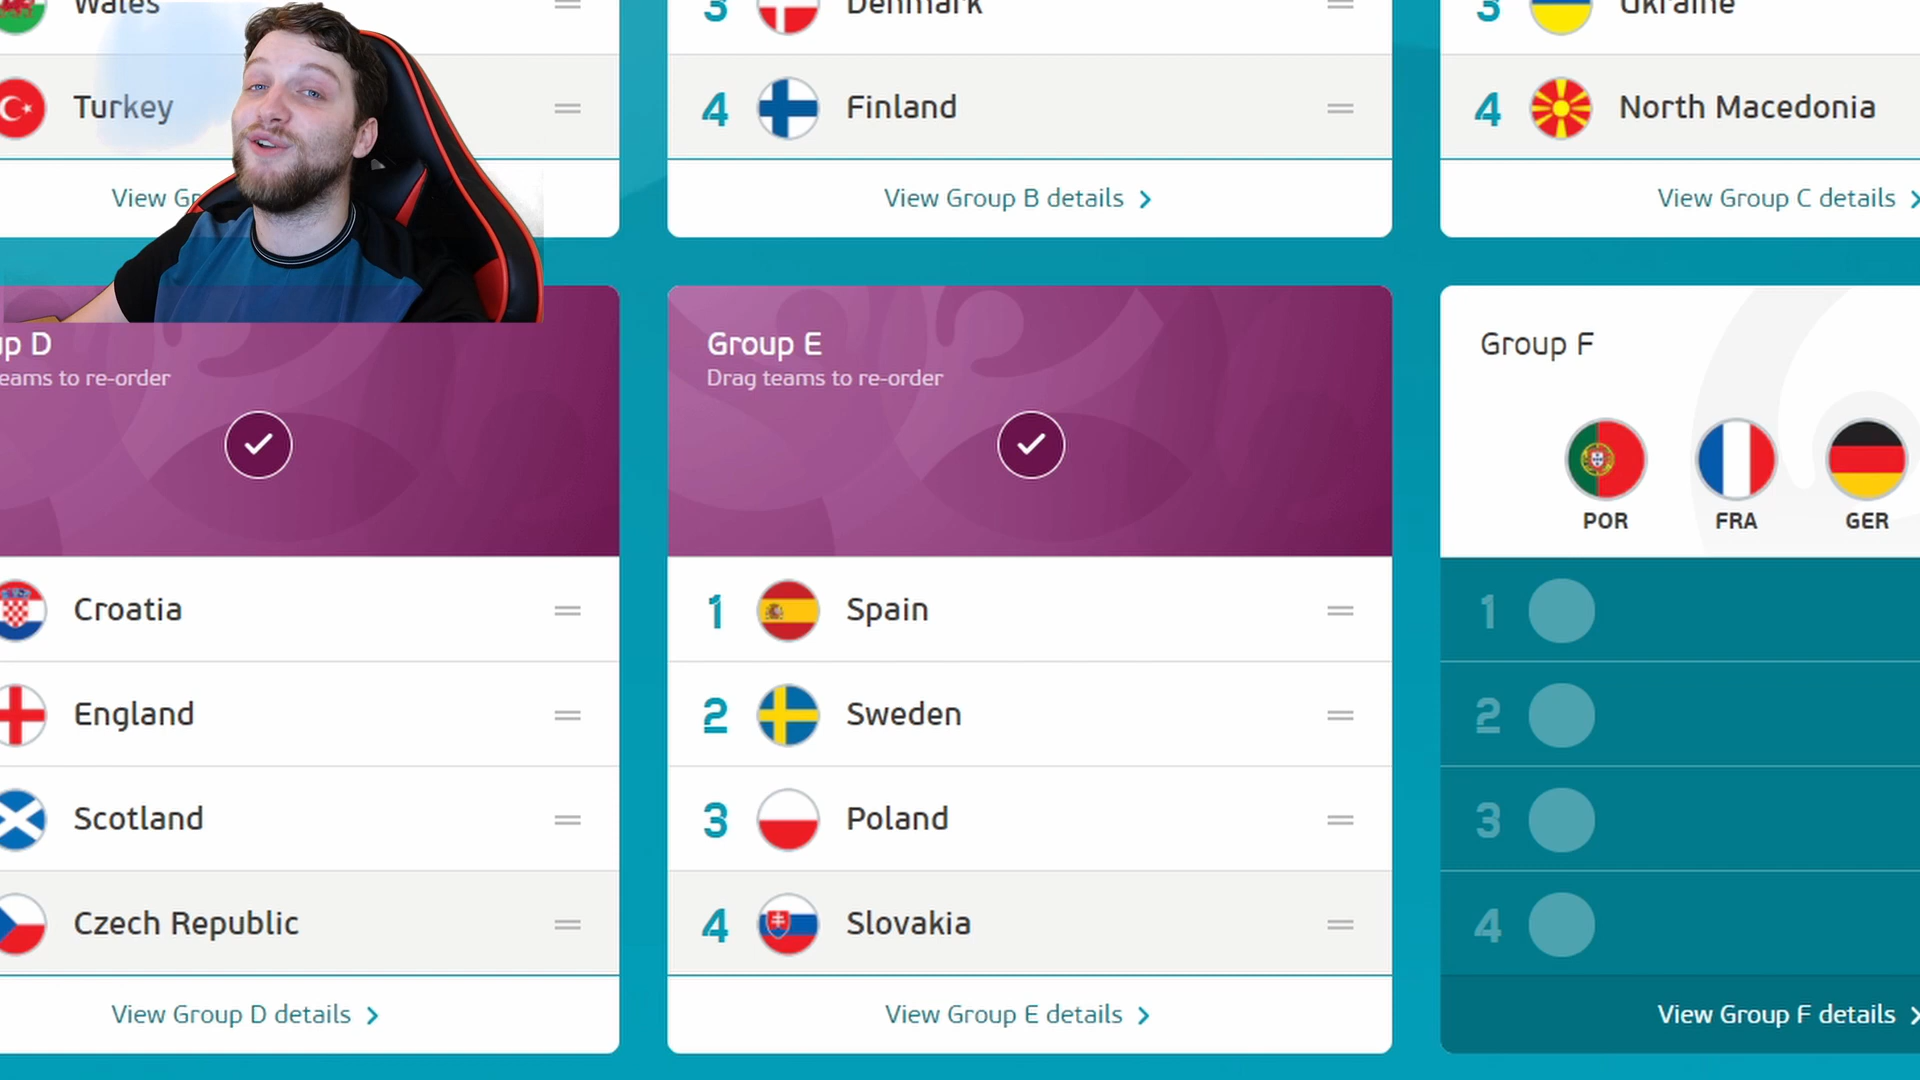 Wales
3 Denmark
3 Ukraine
Turkey
4 Finland
4 North Macedonia
View Gr
View Group B details
View Group C details
up D
eams to re-order
Group E
Drag teams to re-order
Group F
POR FRA GER
Croatia
England
Scotland
Czech Republic
View Group D details
1 Spain
2 Sweden
3 Poland
4 Slovakia
View Group E details
1
2
3
4
View Group F details